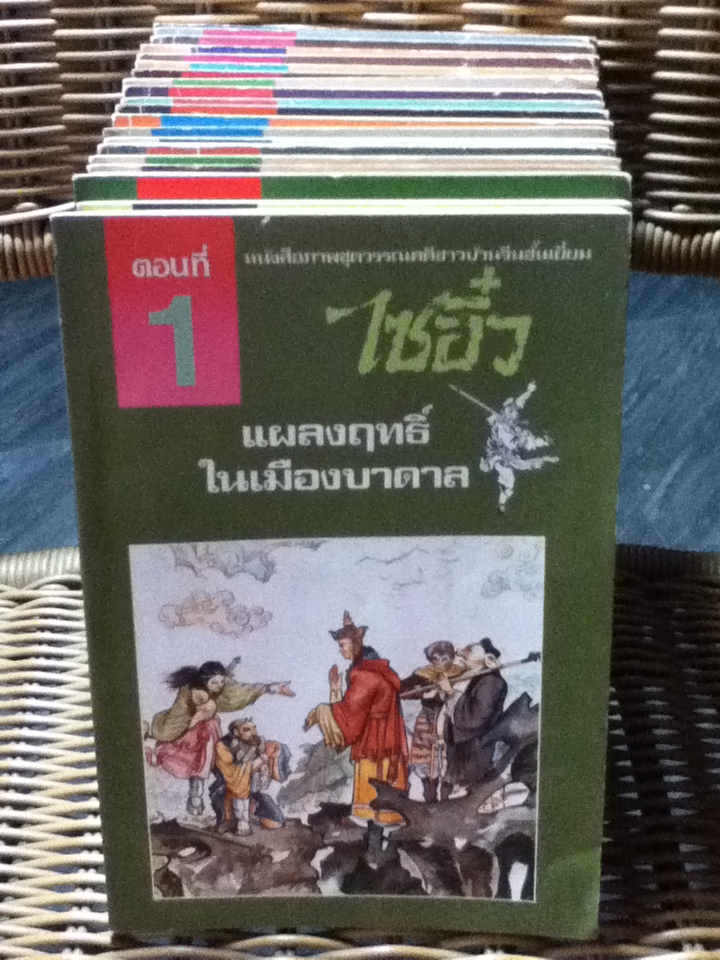 ตอนที่
1
หนังสือภาพชุดวรรณคดีชาวบ้านจีนชั้นเยี่ยม
ไซอิ๋ว
แผลงฤทธิ์
ในเมืองบาดาล